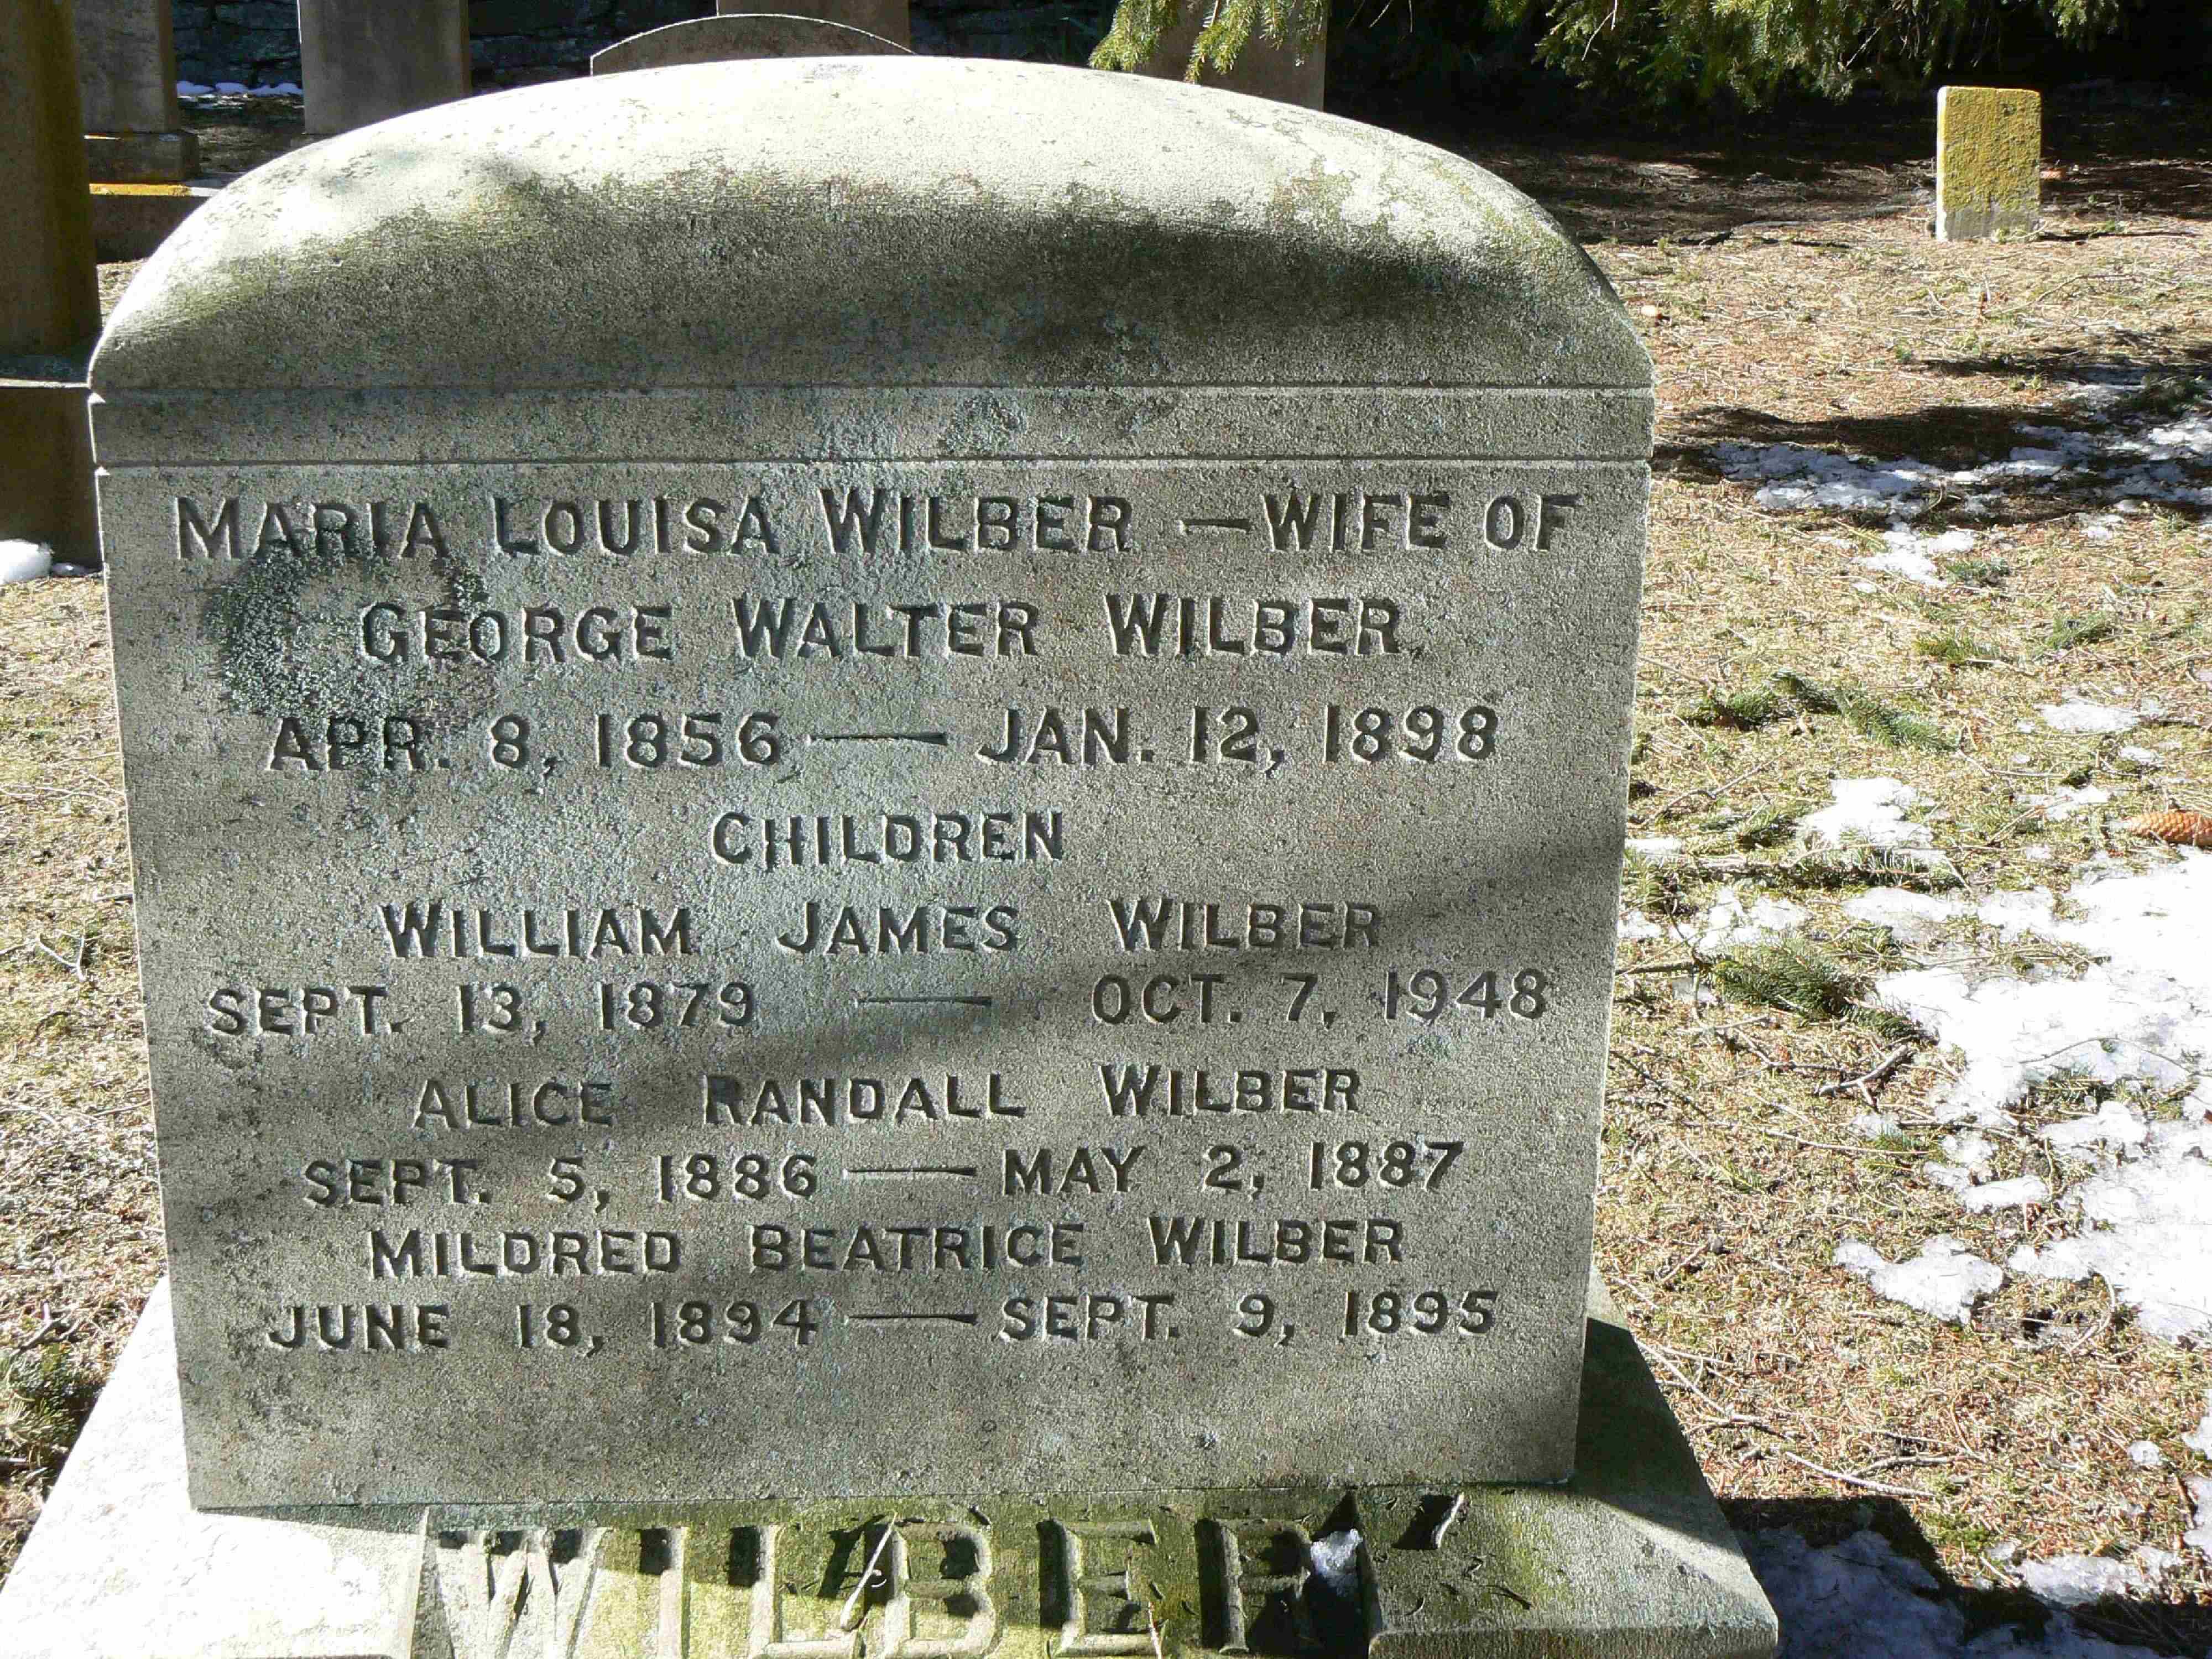 MARIA LOUISA WILBER — WIFE OF
GEORGE WALTER WILBER,
APR. 8, 1856 — JAN. 12, 1898
CHILDREN
WILLIAM JAMES WILBER
SEPT. 13, 1879 — OCT. 7, 1948
ALICE RANDALL WILBER
SEPT. 5, 1886 — MAY 2, 1887
MILDRED BEATRICE WILBER
JUNE 18, 1894 — SEPT. 9, 1895
WILBER